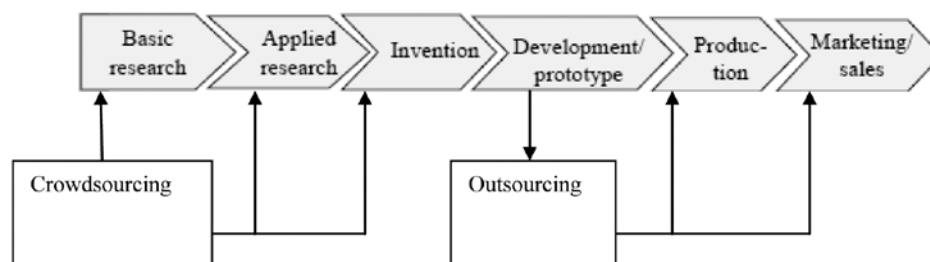 Basic
research
Applied
research
Invention
Development/
prototype
Produc-
tion
Marketing/
sales
Crowdsourcing
Outsourcing